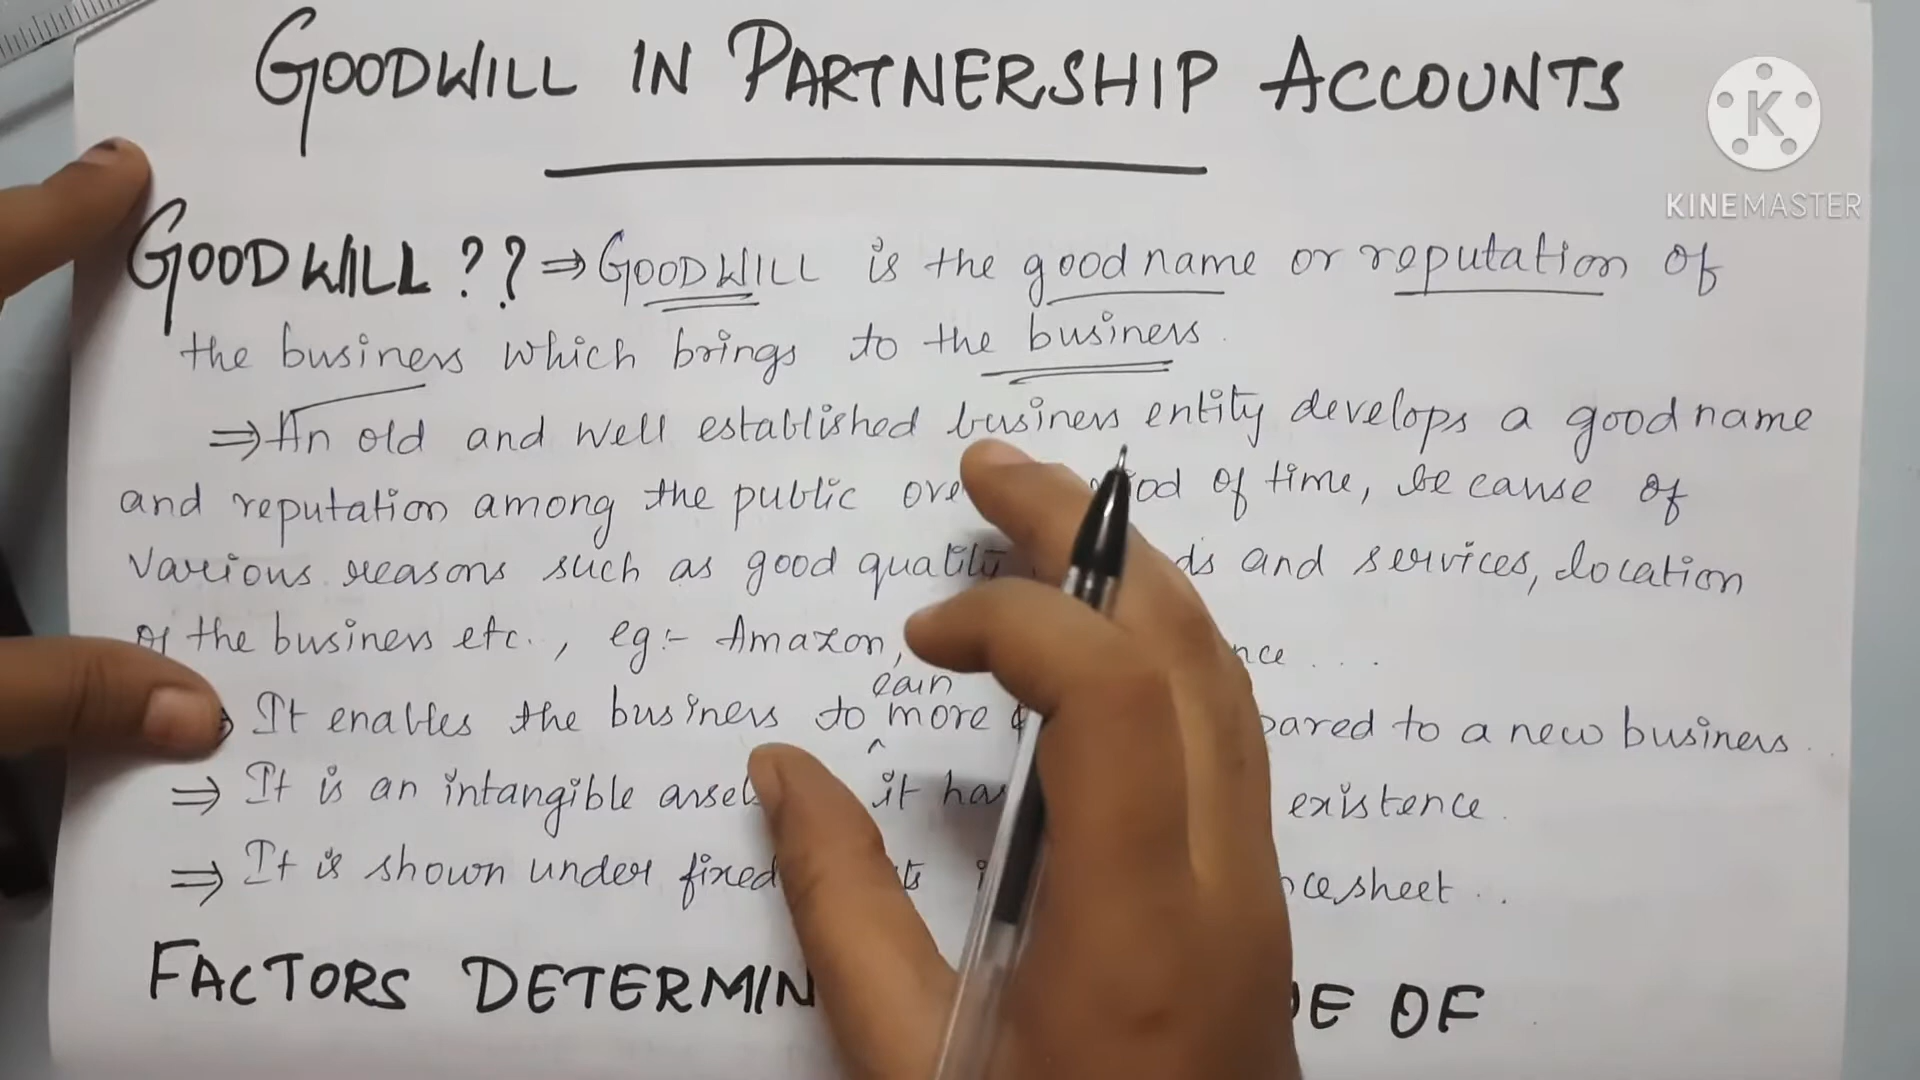 GOODWILL IN PARTNERSHIP ACCOUNTS
KINEMASTER
GOODWILL ?? ⇒ GOODWILL is the good name or reputation of
the business which brings to the business.
⇒ An old and well established business entity develops a good name
and reputation among the public of time, because of
various reasons such as good quality and services, location
of the business etc., eg:- Amazon,
earn
It enables the business to ^ more to a new business..
⇒ It is an intangible it existence.
⇒ It is shown under fixed
FACTORS OF